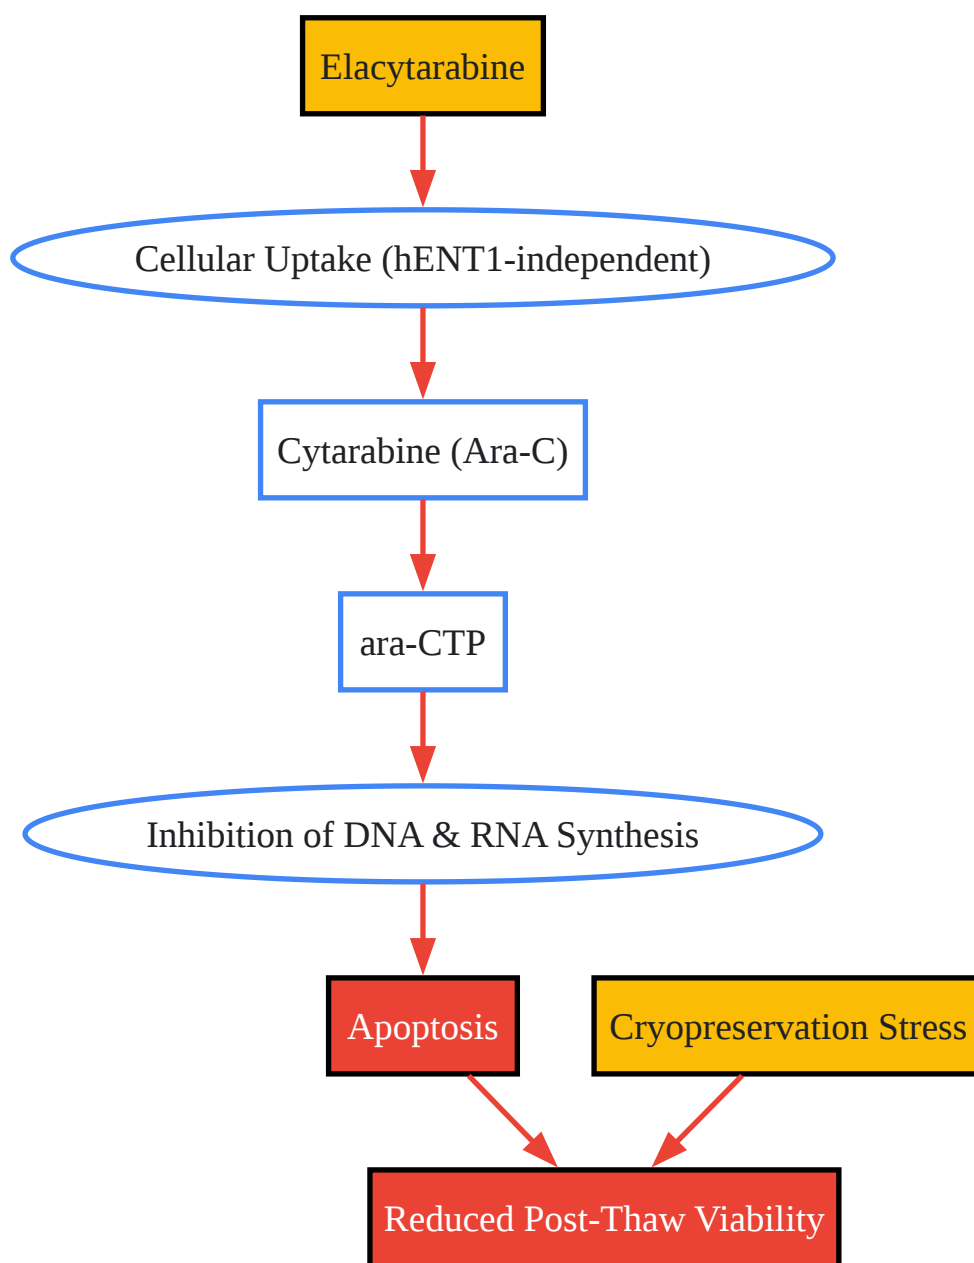 Elacytarabine
Cellular Uptake (hENT1-independent)
Cytarabine (Ara-C)
ara-CTP
Inhibition of DNA & RNA Synthesis
Apoptosis
Cryopreservation Stress
Reduced Post-Thaw Viability